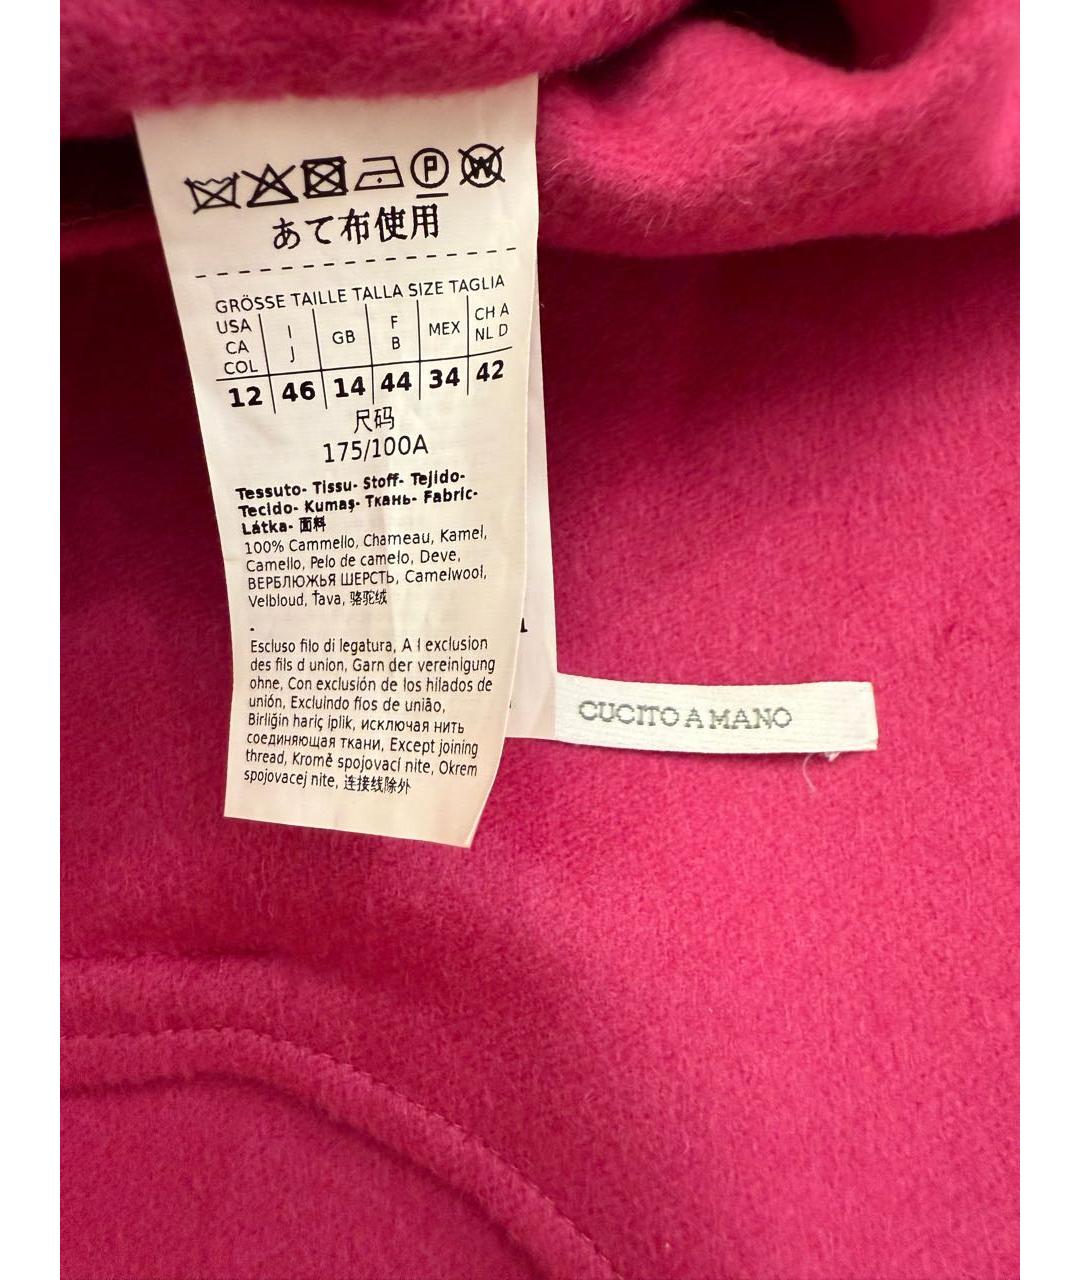 あて布使用
GRÖSSE TAILLE TALLA SIZE TAGLIA
USA CA COL I J GB F B MEX CH A NL D
12 46 14 44 34 42
尺码
175/100A
Tessuto- Tissu- Stoff- Tejido-
Tecido- Kumaş- Ткань- Fabric-
Látka- 面料
100% Cammello, Chameau, Kamel,
Camello, Pelo de camelo, Deve,
ВЕРБЛЮЖЬЯ ШЕРСТЬ, Camelwool,
Velbloud, Ťava, 骆驼绒
.
Escluso filo di legatura, A l exclusion
des fils d union, Garn der vereinigung
ohne, Con exclusión de los hilados de
unión, Excluindo fios de união,
Birliğin hariç iplik, исключая нить
соединяющая ткани, Except joining
thread, Kromě spojovací nite, Okrem
spojovacej nite, 连接线除外
CUCITO A MANO